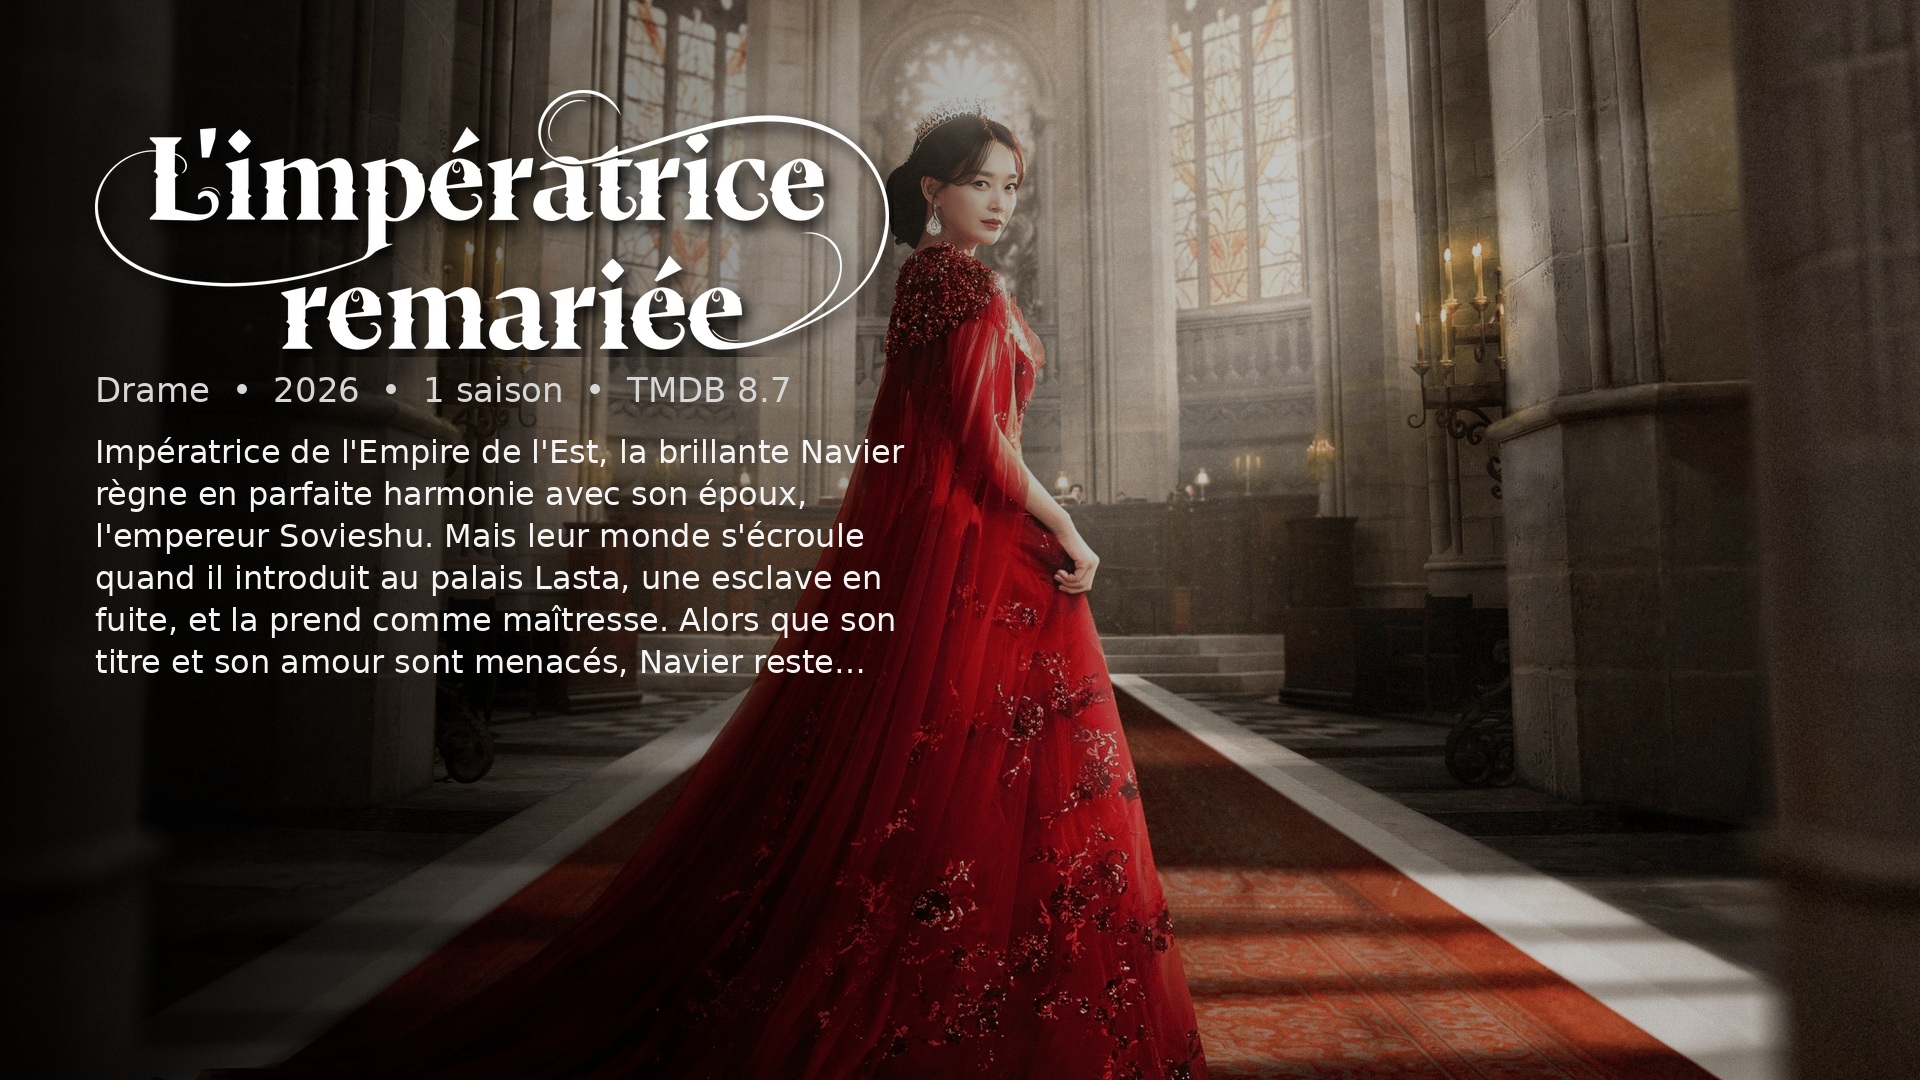 L'impératrice
remariée
Drame • 2026 • 1 saison • TMDB 8.7
Impératrice de l'Empire de l'Est, la brillante Navier
règne en parfaite harmonie avec son époux,
l'empereur Sovieshu. Mais leur monde s'écroule
quand il introduit au palais Lasta, une esclave en
fuite, et la prend comme maîtresse. Alors que son
titre et son amour sont menacés, Navier reste…